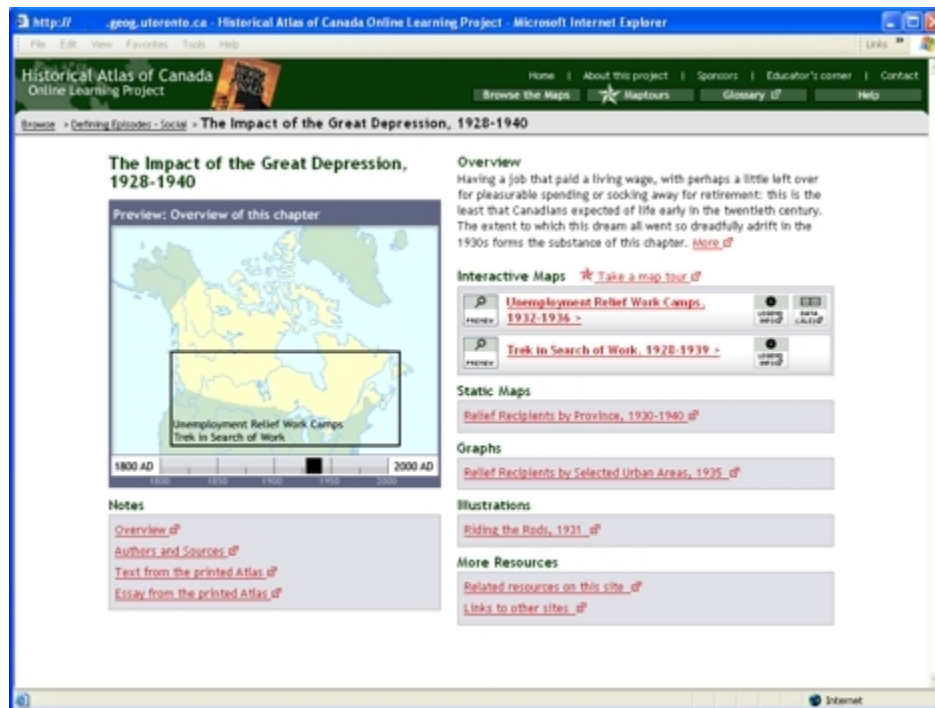 http:// .geog.utoronto.ca - Historical Atlas of Canada Online Learning Project - Microsoft Internet Explorer
File Edit View Favorites Tools Help Links
Historical Atlas of Canada
Online Learning Project
Home | About this project | Sponsors | Educator's corner | Contact
Browse the Maps Maptours Glossary Help
Browse > Defining Episodes - Social > The Impact of the Great Depression, 1928-1940
The Impact of the Great Depression,
1928-1940
Preview: Overview of this chapter
Unemployment Relief Work Camps
Trek in Search of Work
1800 AD 2000 AD
1800 1850 1900 1950 2000
Notes
Overview
Authors and Sources
Text from the printed Atlas
Essay from the printed Atlas
Overview
Having a job that paid a living wage, with perhaps a little left over
for pleasurable spending or socking away for retirement: this is the
least that Canadians expected of life early in the twentieth century.
The extent to which this dream all went so dreadfully adrift in the
1930s forms the substance of this chapter. More
Interactive Maps Take a map tour
PREVIEW
Unemployment Relief Work Camps,
1932-1936 >
LEGEND
INFO
DATA
PREVIEW
Trek in Search of Work, 1928-1939 >
LEGEND
INFO
Static Maps
Relief Recipients by Province, 1930-1940
Graphs
Relief Recipients by Selected Urban Areas, 1935
Illustrations
Riding the Rods, 1931
More Resources
Related resources on this site
Links to other sites
Internet